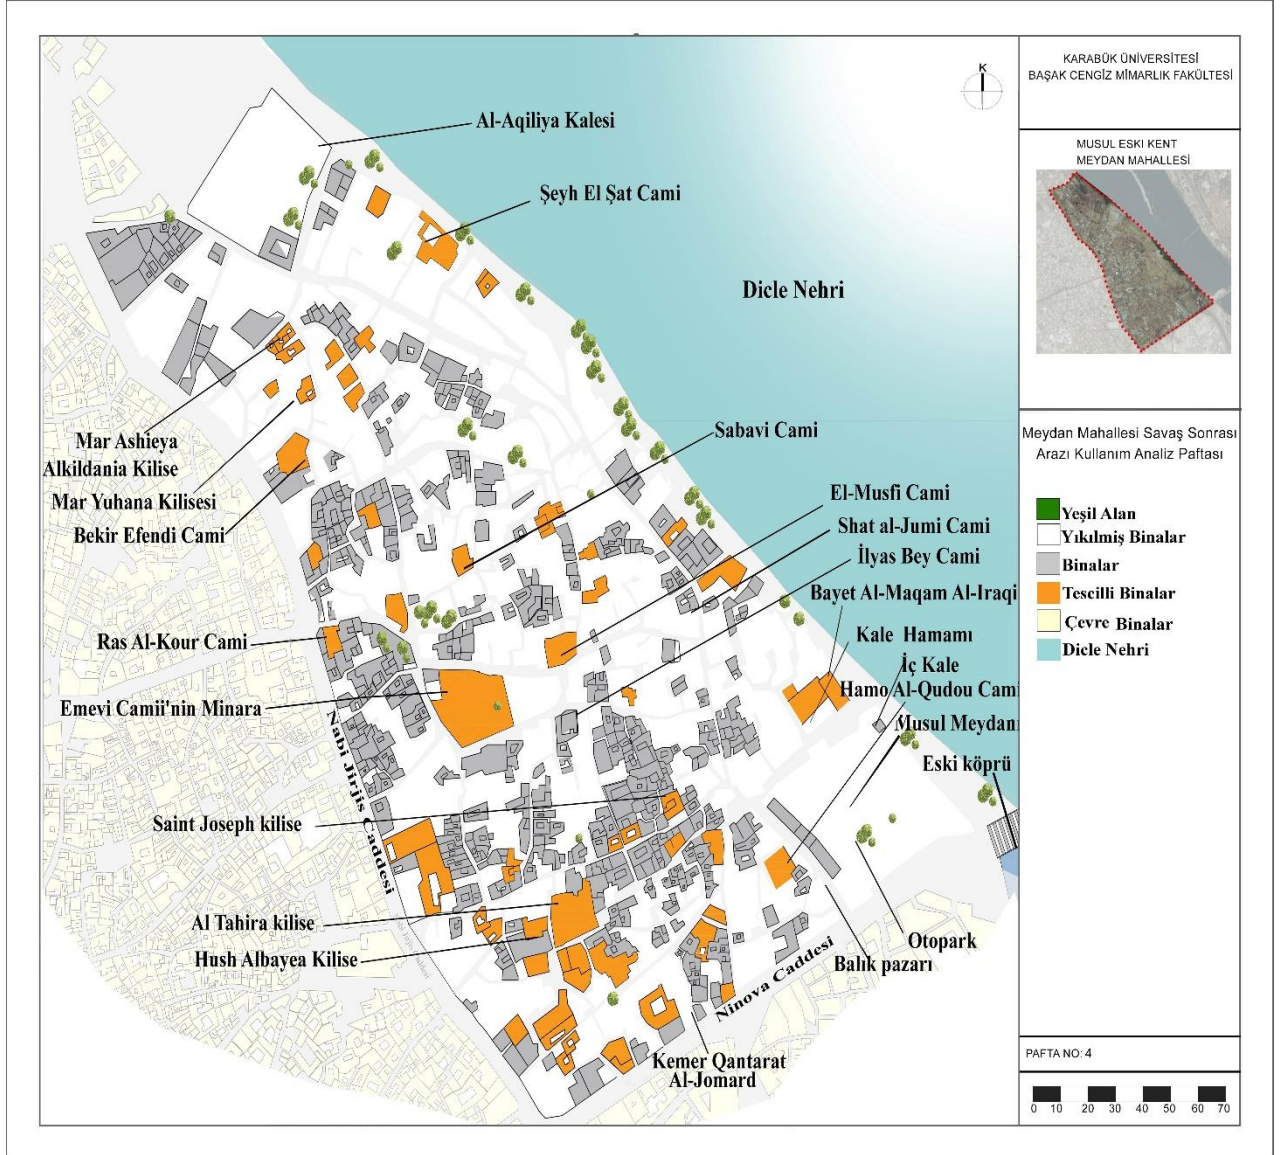 KARABÜK ÜNİVERSİTESİ
BAŞAK CENGİZ MİMARLIK FAKÜLTESİ
MUSUL ESKI KENT
MEYDAN MAHALLESİ
Meydan Mahallesi Savaş Sonrası
Arazı Kullanım Analiz Paftası
Yeşil Alan
Yıkılmiş Binalar
Binalar
Tescilli Binalar
Çevre Binalar
Dicle Nehri
PAFTA NO: 4
0 10 20 30 40 50 60 70
K
Al-Aqiliya Kalesi
Şeyh El Şat Cami
Dicle Nehri
Mar Ashieya
Alkildania Kilise
Mar Yuhana Kilisesi
Bekir Efendi Cami
Sabavi Cami
El-Musfi Cami
Shat al-Jumi Cami
İlyas Bey Cami
Bayet Al-Maqam Al-Iraqi
Kale Hamamı
İç Kale
Hamo Al-Qudou Cami
Musul Meydanı
Eski köprü
Ras Al-Kour Cami
Emevi Camii'nin Minara
Nabi Jirjis Caddesi
Saint Joseph kilise
Al Tahira kilise
Hush Albayea Kilise
Otopark
Balık pazarı
Ninova Caddesi
Kemer Qantarat
Al-Jomard